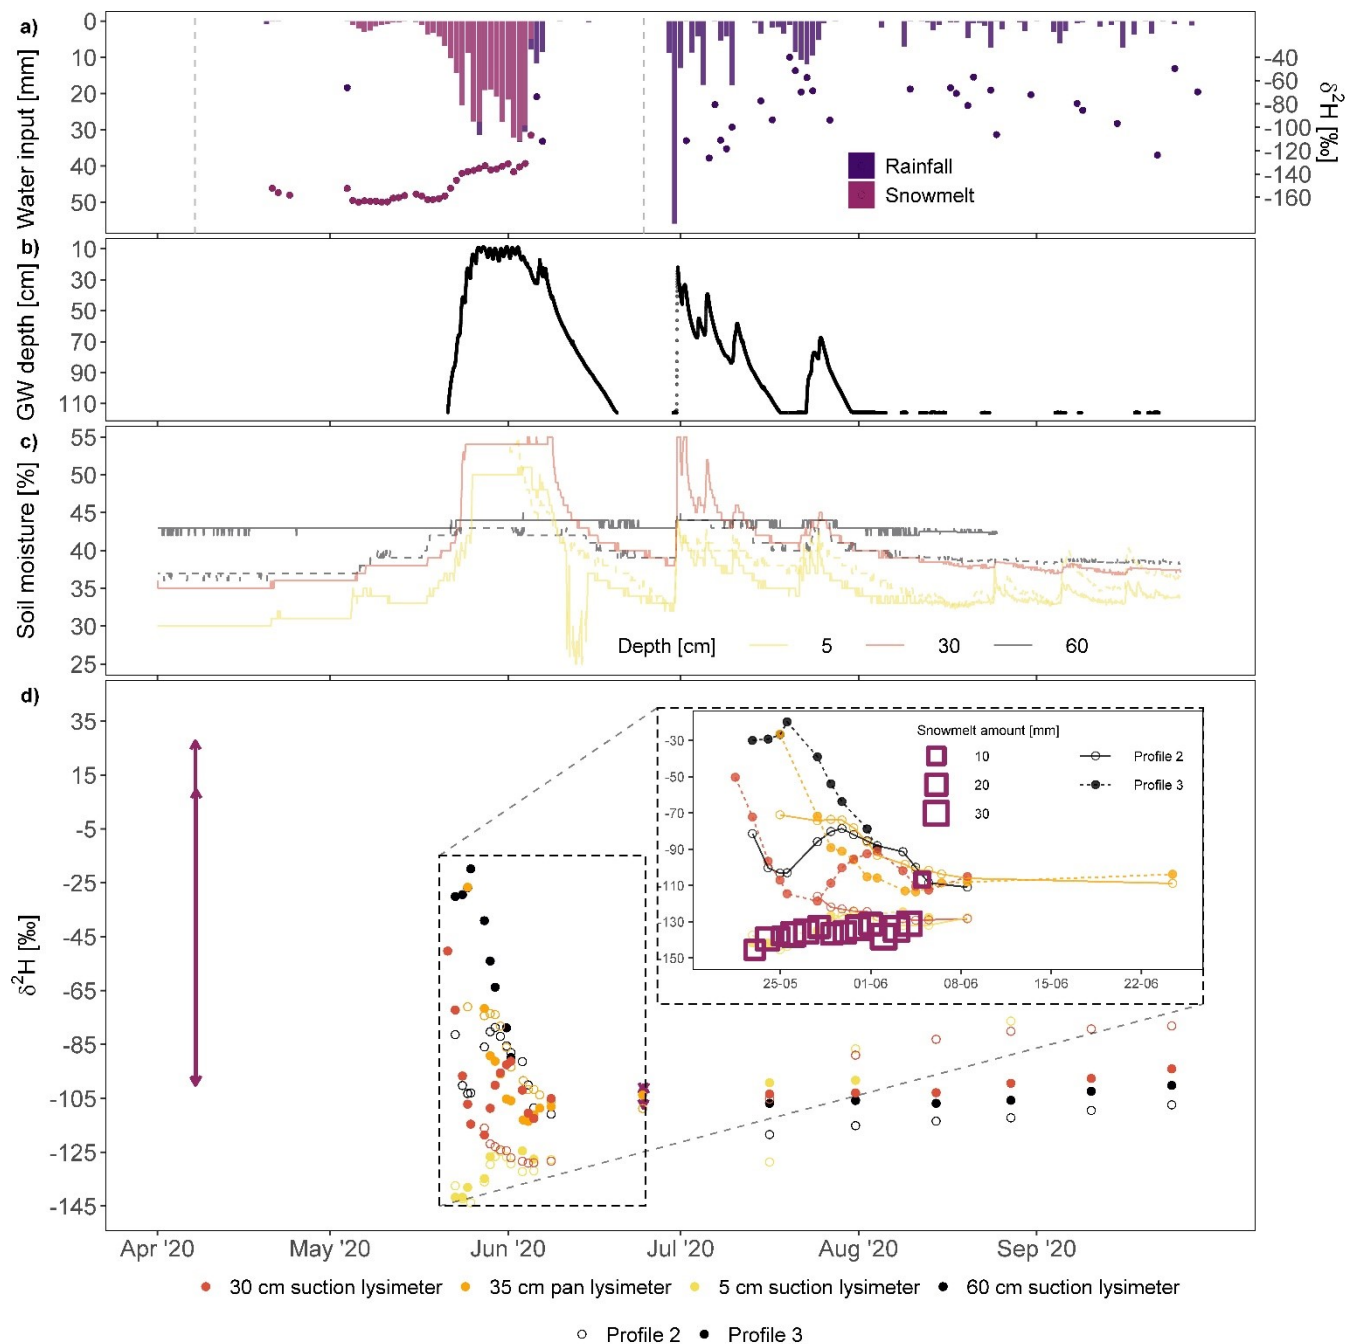 a)
0
10
20
30
40
50
Water input [mm]
-40
-80
-100
-120
-140
-160
δ²H [‰]
Rainfall
Snowmelt
b)
10
30
50
70
90
110
GW depth [cm]
c)
55
50
45
40
35
30
25
Soil moisture [%]
Depth [cm] 5 30 60
d)
35
15
-5
-25
-45
-65
-85
-105
-125
-145
δ²H [‰]
-30
-50
-70
-90
-110
-130
-150
25-05 01-06 08-06 15-06 22-06
Snowmelt amount [mm]
10
20
30
Profile 2
Profile 3
Apr '20 May '20 Jun '20 Jul '20 Aug '20 Sep '20
30 cm suction lysimeter 35 cm pan lysimeter 5 cm suction lysimeter 60 cm suction lysimeter
Profile 2 Profile 3